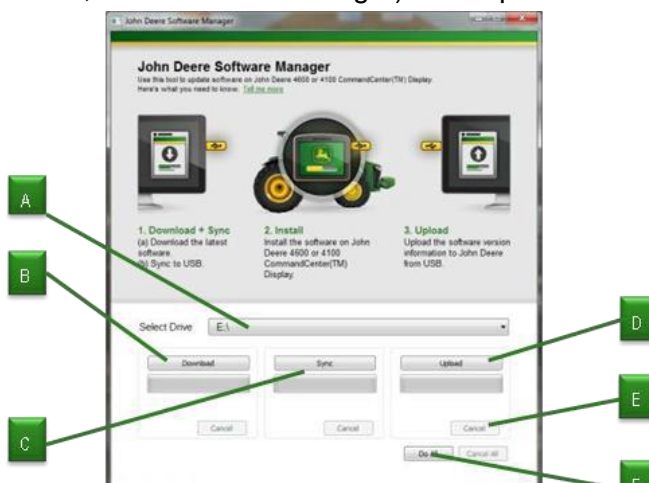 John Deere Software Manager
John Deere Software Manager
Use this tool to update software on John Deere 4600 or 4100 CommandCenter(TM) Display.
Here's what you need to know. Tell me more
A
1. Download + Sync
(a) Download the latest
software.
(b) Sync to USB.
2. Install
Install the software on John
Deere 4600 or 4100
CommandCenter(TM)
Display.
3. Upload
Upload the software version
information to John Deere
from USB.
B
Select Drive E:\
D
Download Sync Upload
E
C
Cancel Cancel Cancel
Do All Cancel All